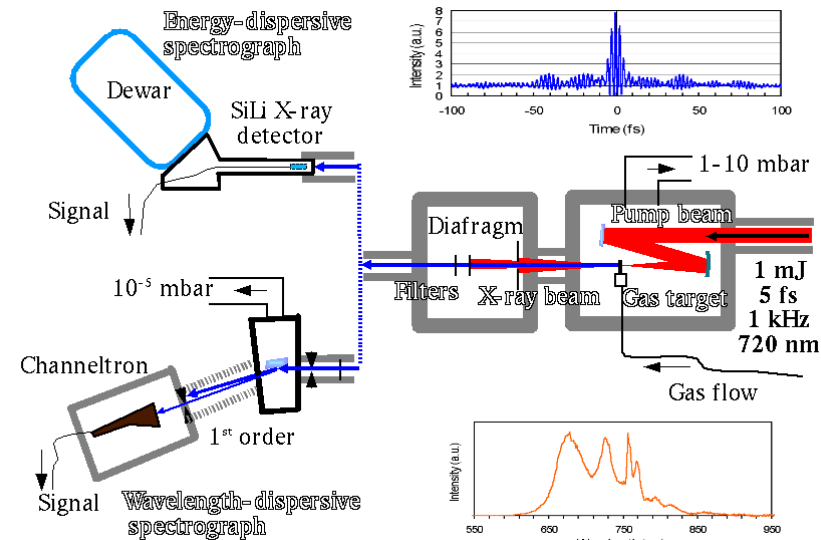 Energy-dispersive
spectrograph
Dewar
SiLi X-ray
detector
Signal
Intensity (a.u.)
8
7
6
5
4
3
2
1
0
-100
-50
0
50
100
Time (fs)
1-10 mbar
Pump beam
Diafragm
Filters
X-ray beam
Gas target
1 mJ
5 fs
1 kHz
720 nm
Gas flow
10⁻⁵ mbar
Channeltron
1ˢᵗ order
Signal
Wavelength-dispersive
spectrograph
Intensity (a.u.)
550
650
750
850
950